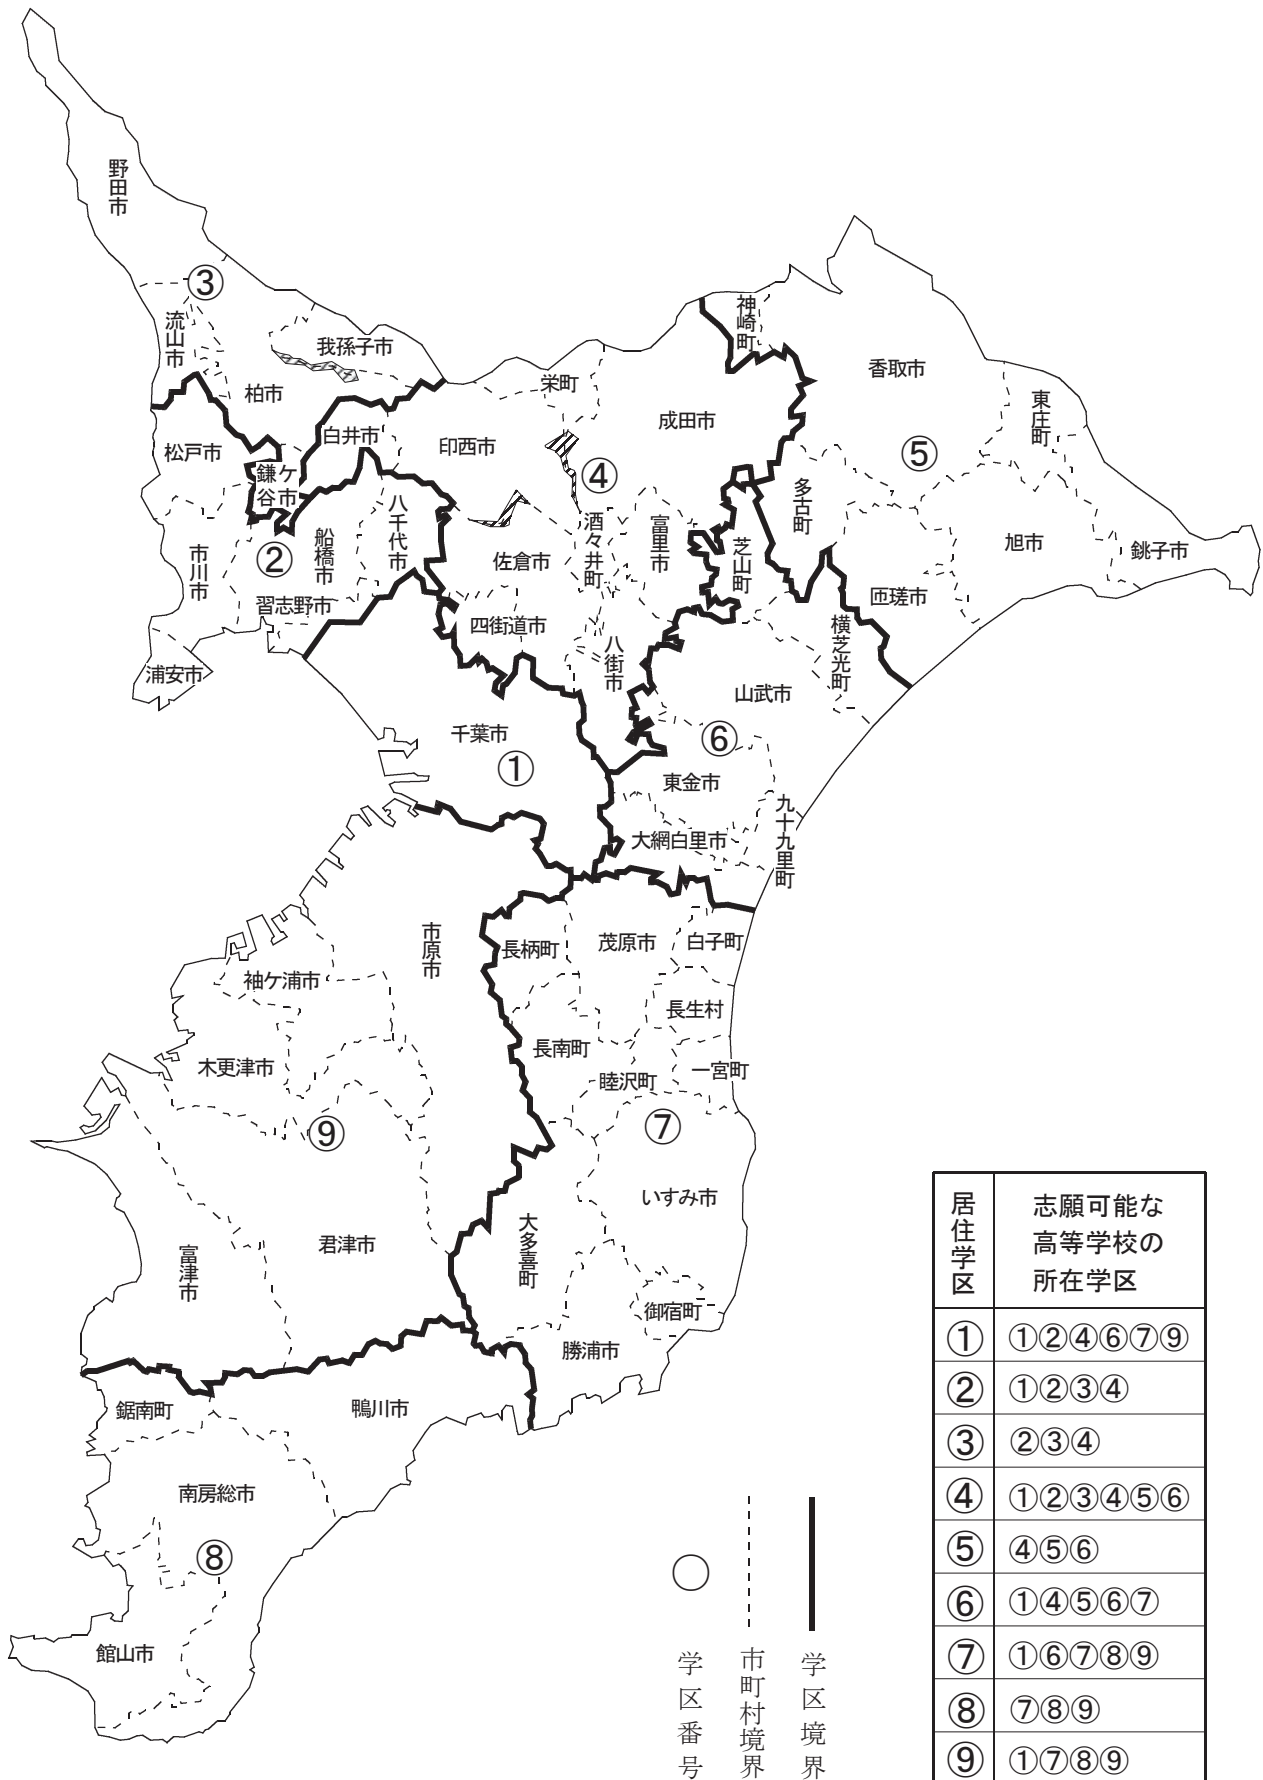 野田市
③
流山市
我孫子市
柏市
松戸市
鎌ケ
谷市
白井市
印西市
栄町
成田市
④
神崎町
香取市
東庄町
⑤
多古町
旭市
銚子市
匝瑳市
市川市
②
船橋市
八千代市
習志野市
浦安市
佐倉市
酒々井町
富里市
芝山町
四街道市
八街市
横芝光町
山武市
千葉市
①
⑥
東金市
九十九里町
大網白里市
市原市
長柄町
茂原市
白子町
袖ケ浦市
長生村
木更津市
長南町
睦沢町
一宮町
⑨
⑦
いすみ市
富津市
君津市
大多喜町
御宿町
勝浦市
鋸南町
鴨川市
南房総市
⑧
館山市
○ 学区番号
市町村境界
学区境界
居住学区
志願可能な
高等学校の
所在学区
① ①②④⑥⑦⑨
② ①②③④
③ ②③④
④ ①②③④⑤⑥
⑤ ④⑤⑥
⑥ ①④⑤⑥⑦
⑦ ①⑥⑦⑧⑨
⑧ ⑦⑧⑨
⑨ ①⑦⑧⑨